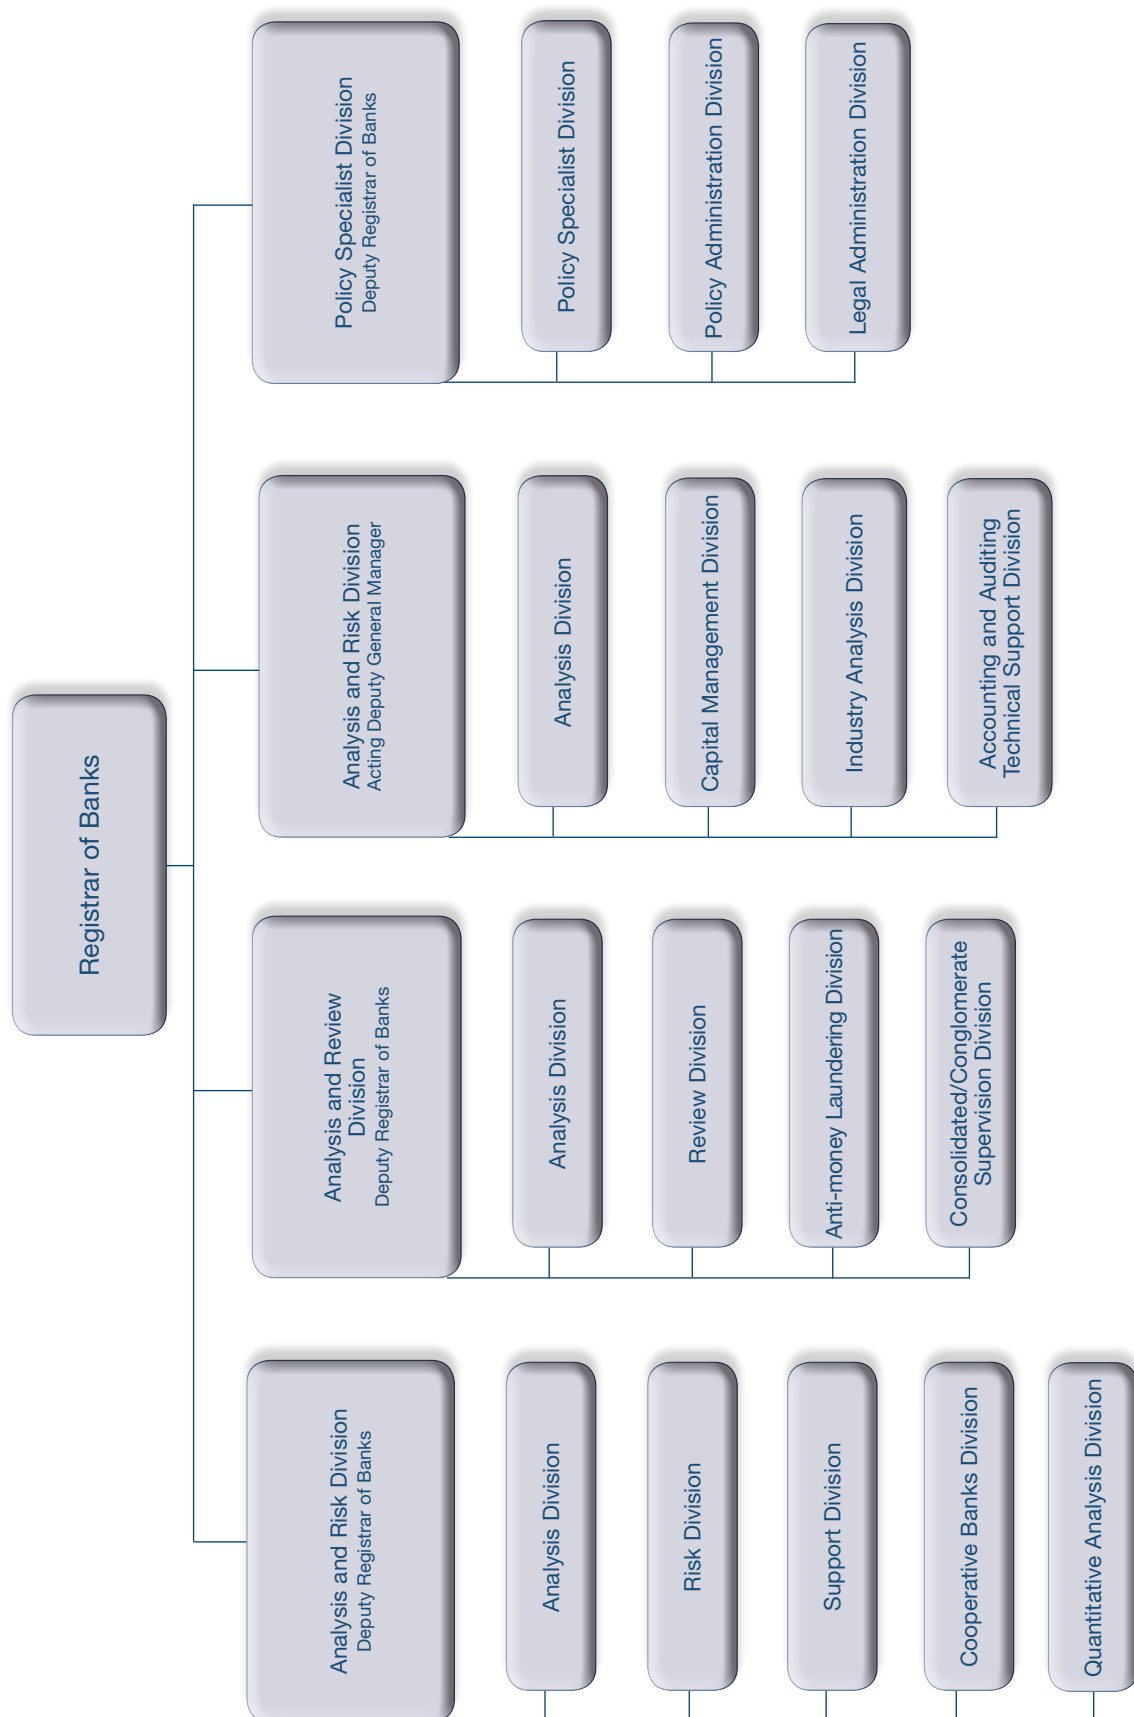 Registrar of Banks
Analysis and Risk Division
Deputy Registrar of Banks
Analysis Division
Risk Division
Support Division
Cooperative Banks Division
Quantitative Analysis Division
Analysis and Review
Division
Deputy Registrar of Banks
Analysis Division
Review Division
Anti-money Laundering Division
Consolidated/Conglomerate
Supervision Division
Analysis and Risk Division
Acting Deputy General Manager
Analysis Division
Capital Management Division
Industry Analysis Division
Accounting and Auditing
Technical Support Division
Policy Specialist Division
Deputy Registrar of Banks
Policy Specialist Division
Policy Administration Division
Legal Administration Division